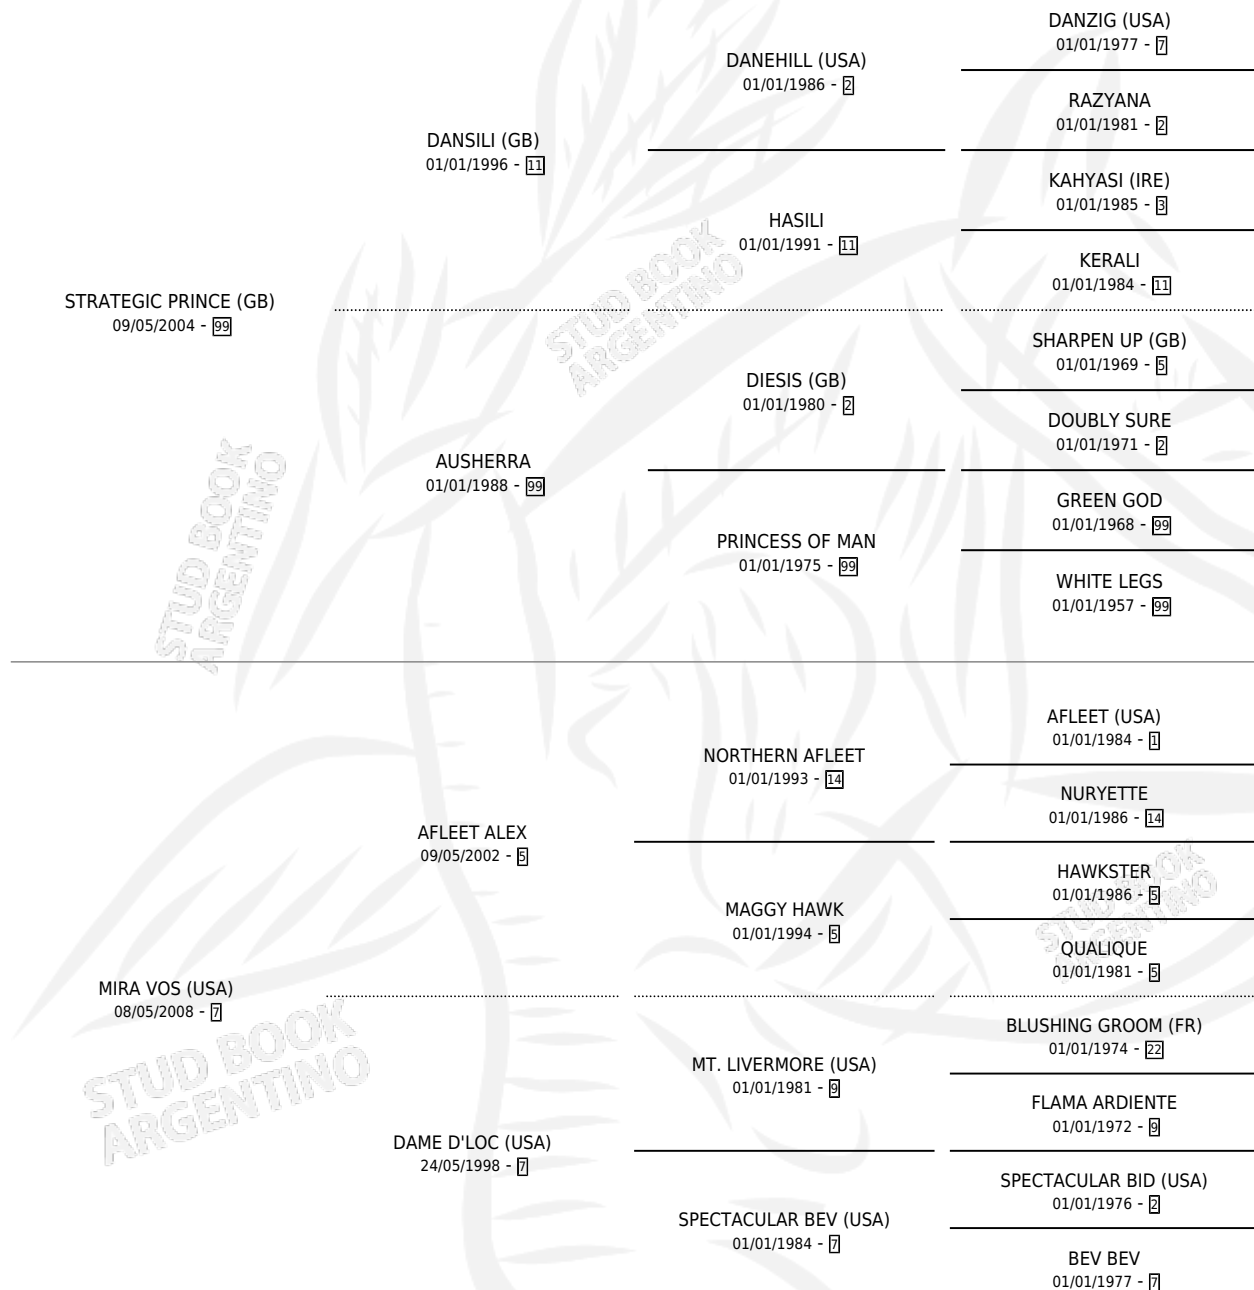 DANZIG (USA)
01/01/1977 - 7
DANEHILL (USA)
01/01/1986 - 2
RAZYANA
01/01/1981 - 2
DANSILI (GB)
01/01/1996 - 11
KAHYASI (IRE)
01/01/1985 - 3
HASILI
01/01/1991 - 11
KERALI
01/01/1984 - 11
STRATEGIC PRINCE (GB)
09/05/2004 - 99
STUD BOOK
ARGENTINO
SHARPEN UP (GB)
01/01/1969 - 5
DIESIS (GB)
01/01/1980 - 2
DOUBLY SURE
01/01/1971 - 2
AUSHERRA
01/01/1988 - 99
GREEN GOD
01/01/1968 - 99
PRINCESS OF MAN
01/01/1975 - 99
WHITE LEGS
01/01/1957 - 99
STUD BOOK
ARGENTINO
AFLEET (USA)
01/01/1984 - 1
NORTHERN AFLEET
01/01/1993 - 14
NURYETTE
01/01/1986 - 14
AFLEET ALEX
09/05/2002 - 5
HAWKSTER
01/01/1986 - 5
MAGGY HAWK
01/01/1994 - 5
QUALIQUE
01/01/1981 - 5
STUD BOOK
ARGENTINO
MIRA VOS (USA)
08/05/2008 - 7
STUD BOOK
ARGENTINO
BLUSHING GROOM (FR)
01/01/1974 - 22
MT. LIVERMORE (USA)
01/01/1981 - 9
FLAMA ARDIENTE
01/01/1972 - 9
DAME D'LOC (USA)
24/05/1998 - 7
SPECTACULAR BID (USA)
01/01/1976 - 2
SPECTACULAR BEV (USA)
01/01/1984 - 7
BEV BEV
01/01/1977 - 7